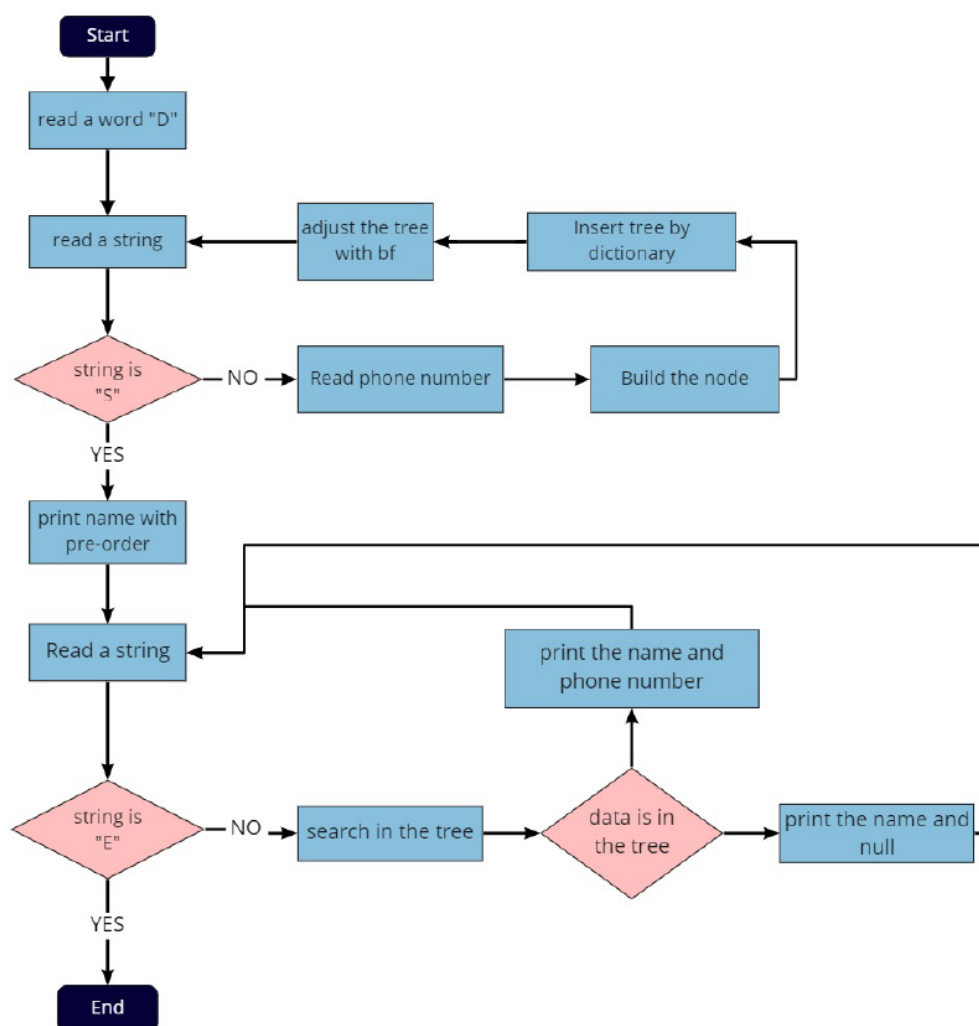 Start
read a word "D"
read a string
adjust the tree
with bf
Insert tree by
dictionary
string is
"S"
NO
Read phone number
Build the node
YES
print name with
pre-order
Read a string
print the name and
phone number
string is
"E"
NO
search in the tree
data is in
the tree
print the name and
null
YES
End